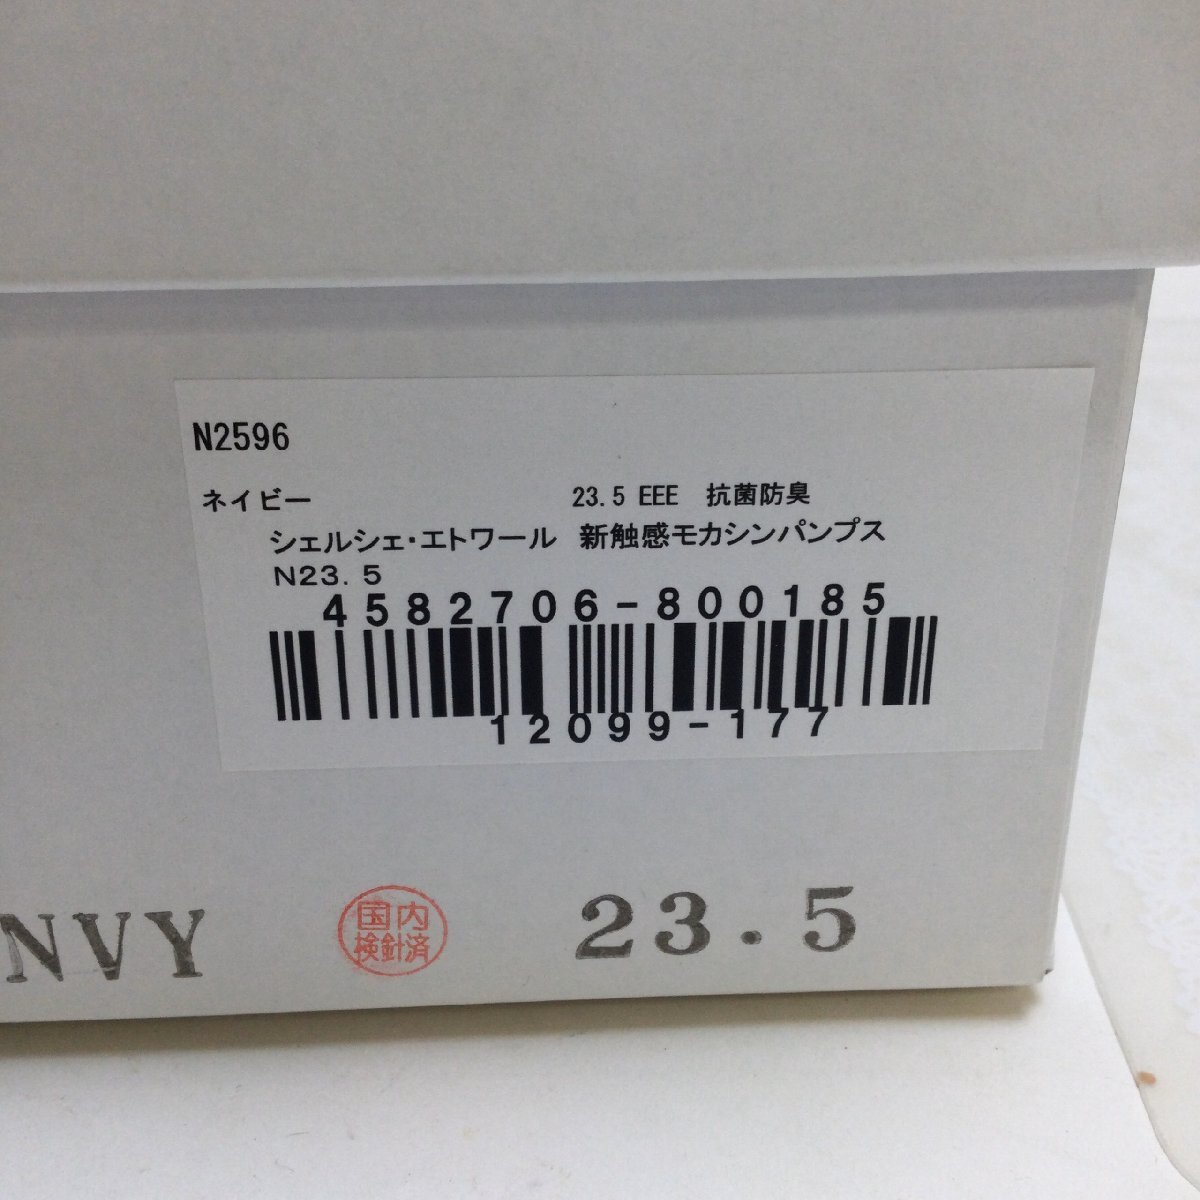 N2596
ネイビー 23.5 EEE 抗菌防臭
シェルシェ・エトワール 新触感モカシンパンプス
N23.5
4582706-800185
12099-177
NVY 国内検針済 23.5